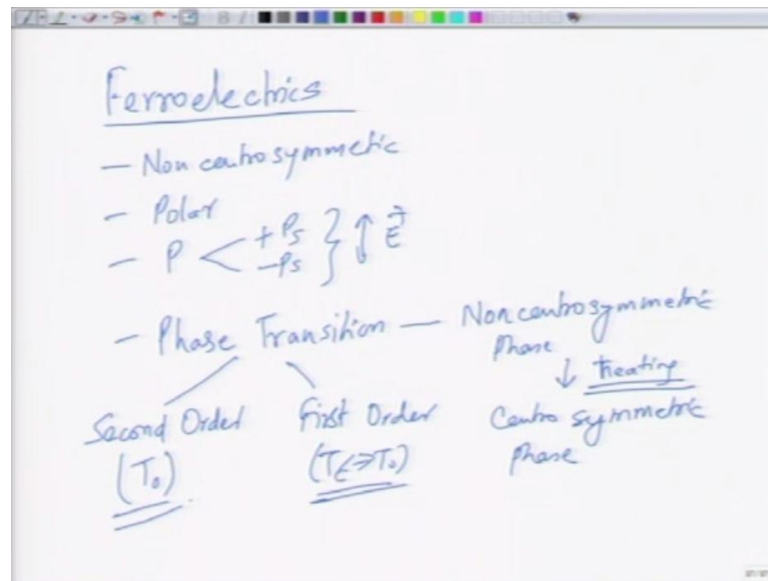 Ferroelectrics
— Non centrosymmetric
— Polar
— P < +Ps } ↕ E⃗
−Ps
— Phase Transition — Noncentrosymmetric
Phase
↓ Heating
Second Order First Order Centro symmetric
Phase
(T₀) (Tc>T₀)